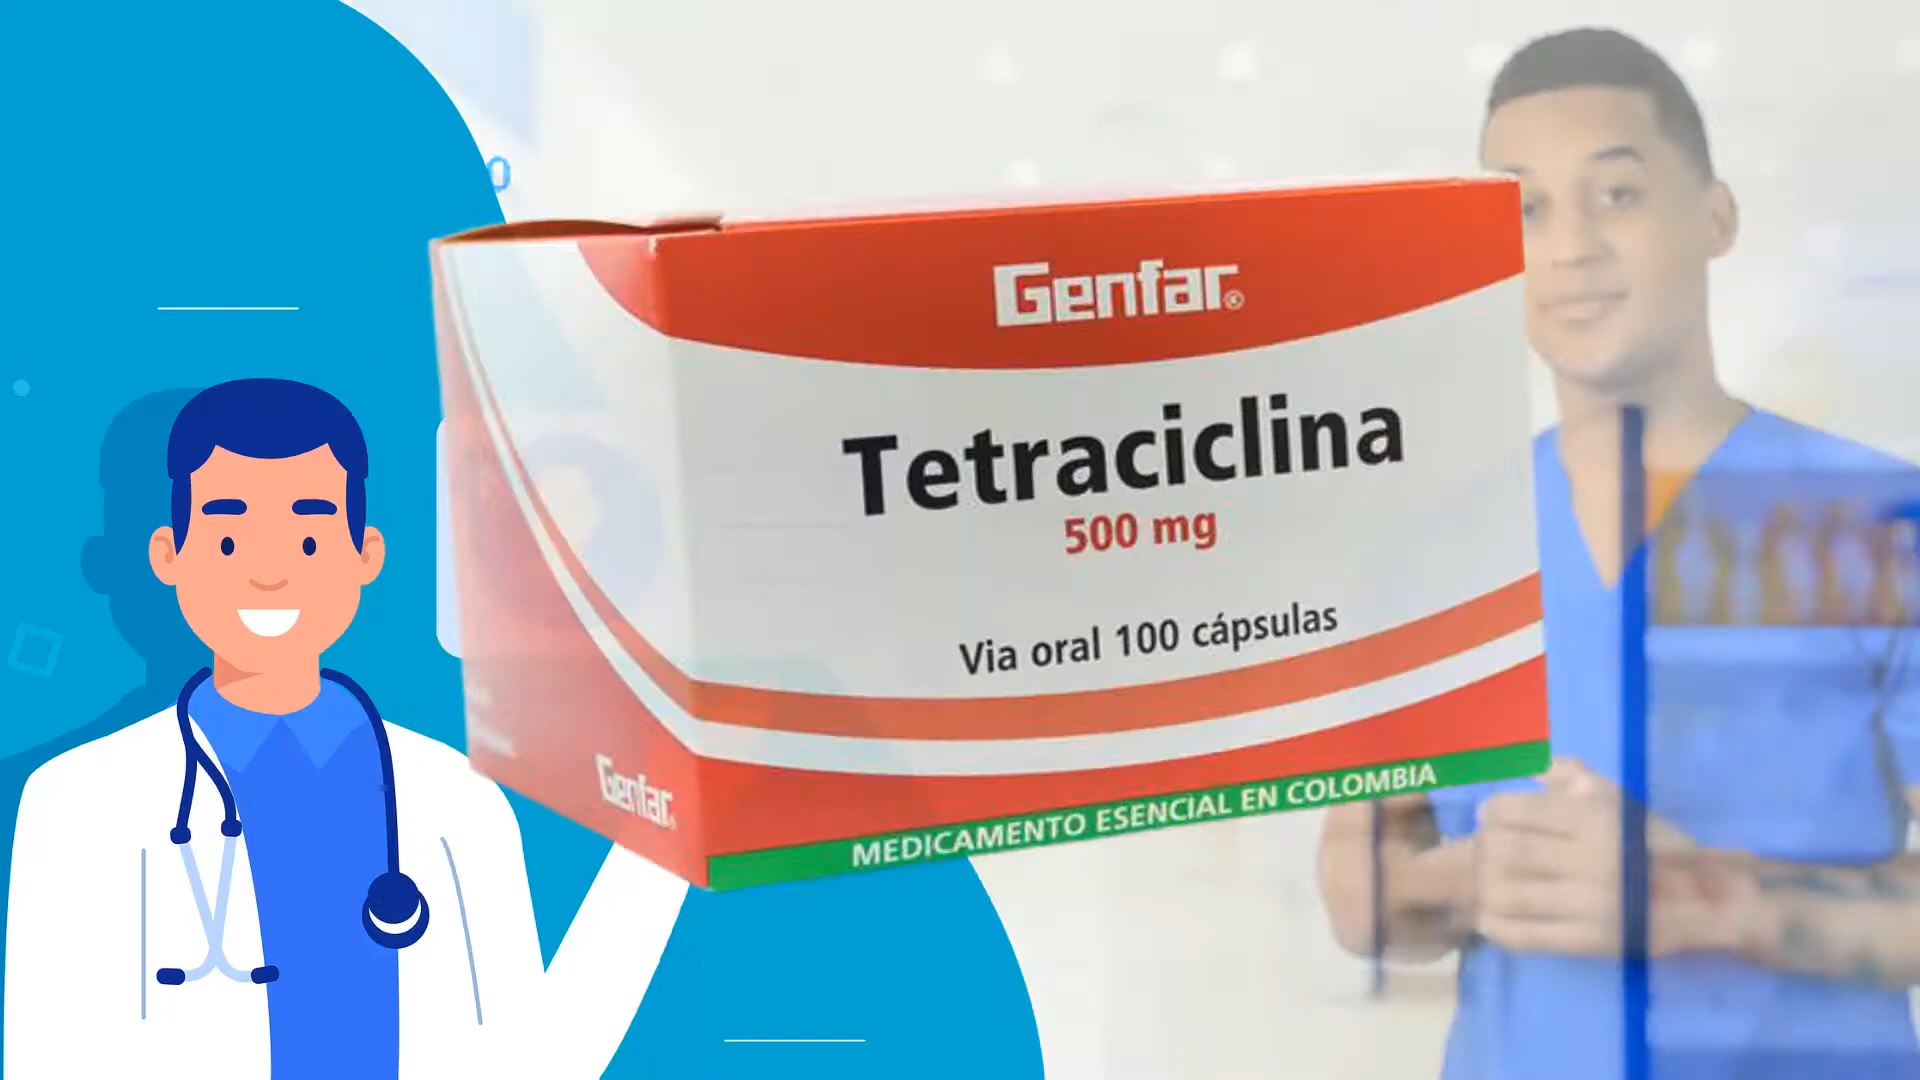 Genfar®
Tetraciclina
500 mg
Via oral 100 cápsulas
MEDICAMENTO ESENCIAL EN COLOMBIA
Genfar®